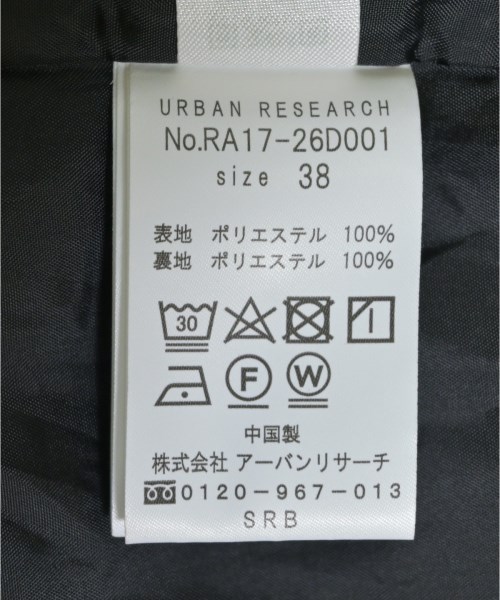 URBAN RESEARCH
No.RA17-26D001
size 38
表地 ポリエステル 100%
裏地 ポリエステル 100%
30
F W
中国製
株式会社 アーバンリサーチ
0120-967-013
SRB